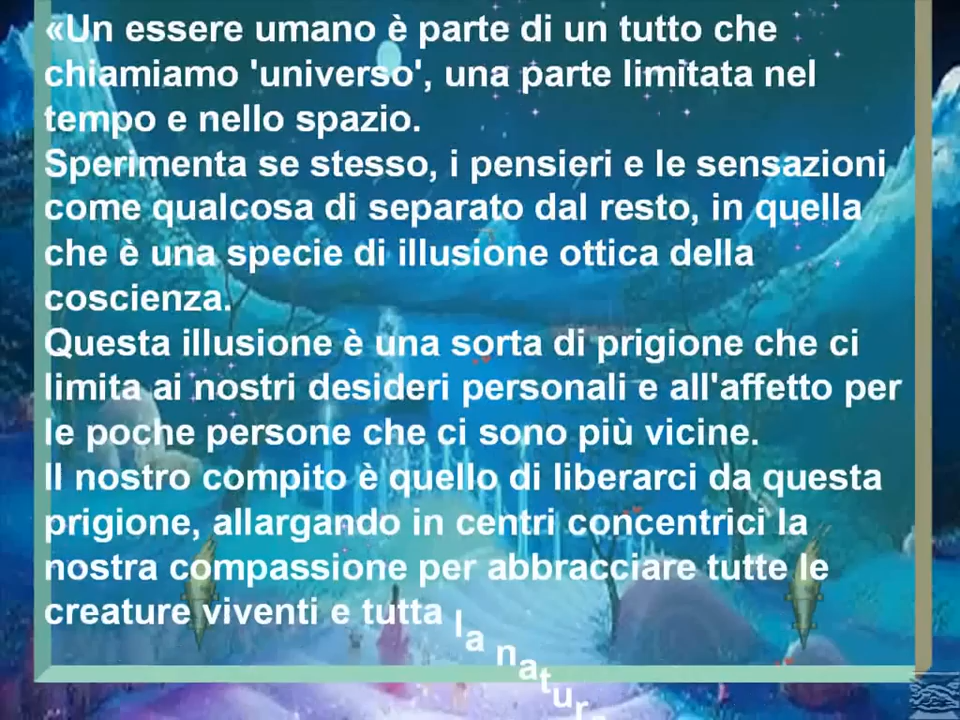 «Un essere umano è parte di un tutto che
chiamiamo 'universo', una parte limitata nel
tempo e nello spazio.
Sperimenta se stesso, i pensieri e le sensazioni
come qualcosa di separato dal resto, in quella
che è una specie di illusione ottica della
coscienza.
Questa illusione è una sorta di prigione che ci
limita ai nostri desideri personali e all'affetto per
le poche persone che ci sono più vicine.
Il nostro compito è quello di liberarci da questa
prigione, allargando in centri concentrici la
nostra compassione per abbracciare tutte le
creature viventi e tutta la